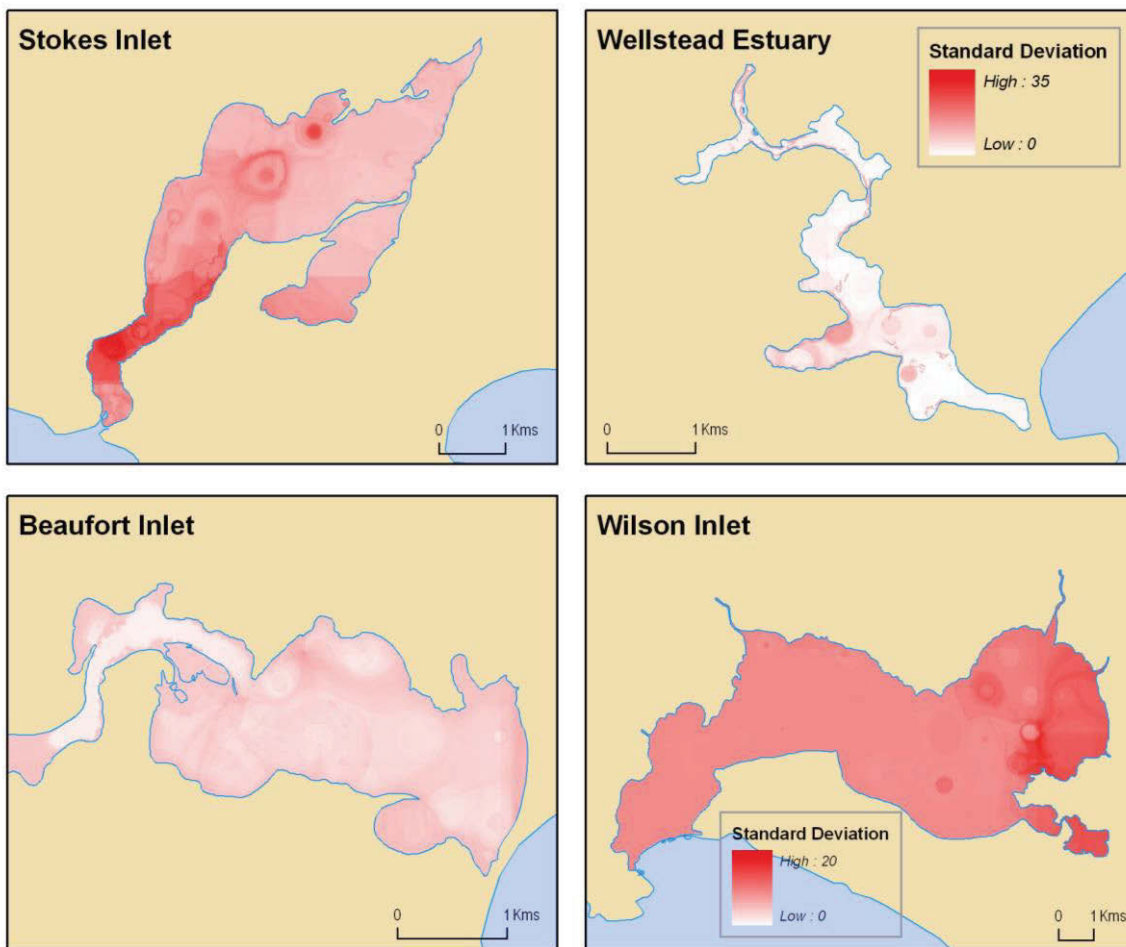 Stokes Inlet
0 1 Kms
Wellstead Estuary
Standard Deviation
High : 35
Low : 0
0 1 Kms
Beaufort Inlet
0 1 Kms
Wilson Inlet
Standard Deviation
High : 20
Low : 0
0 1 Kms